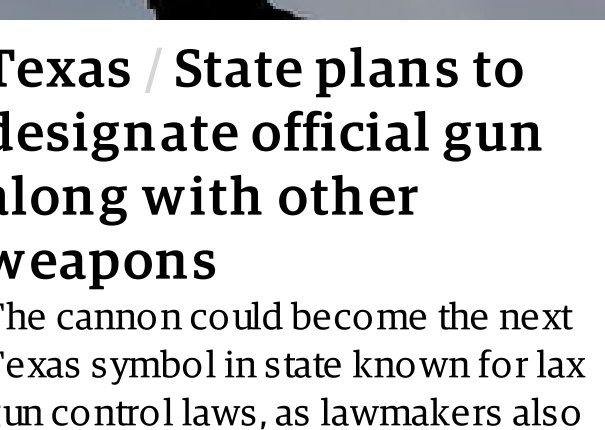 Texas / State plans to
designate official gun
along with other
weapons
The cannon could become the next
Texas symbol in state known for lax
gun control laws, as lawmakers also